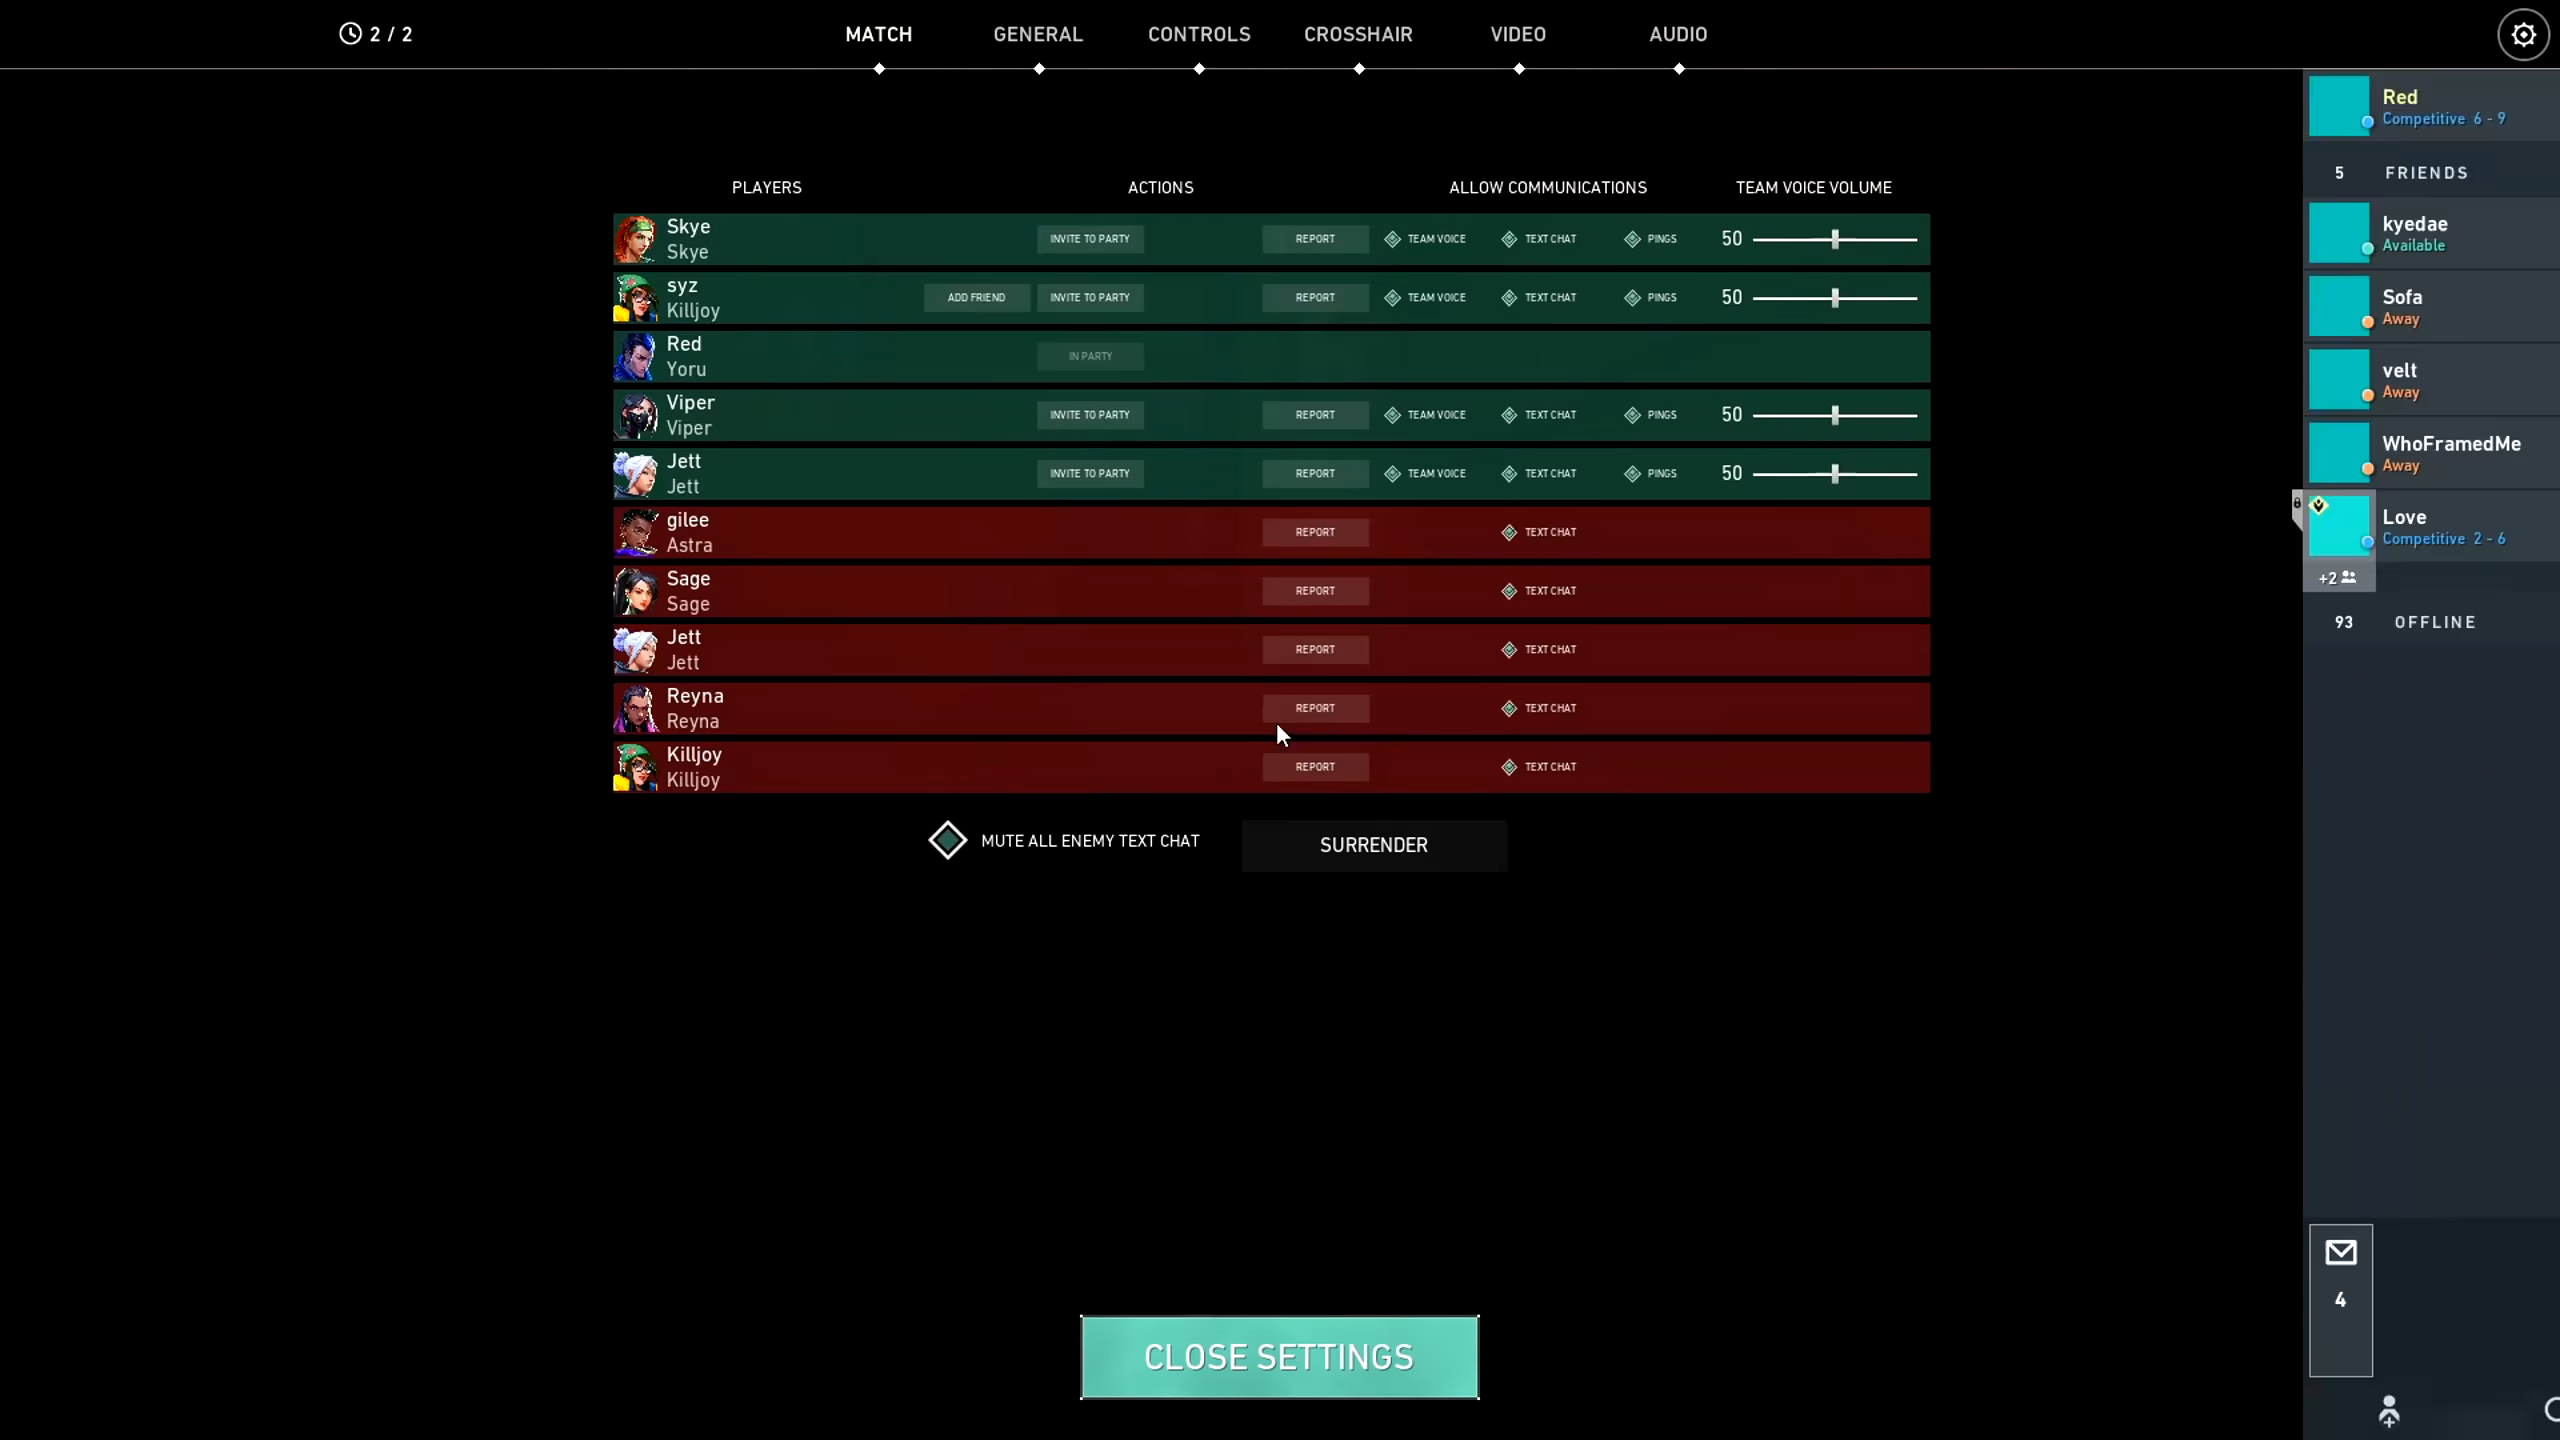 2 / 2
MATCH GENERAL CONTROLS CROSSHAIR VIDEO AUDIO
PLAYERS ACTIONS ALLOW COMMUNICATIONS TEAM VOICE VOLUME
Skye
Skye
INVITE TO PARTY REPORT TEAM VOICE TEXT CHAT PINGS 50
syz
Killjoy
ADD FRIEND INVITE TO PARTY REPORT TEAM VOICE TEXT CHAT PINGS 50
Red
Yoru
IN PARTY
Viper
Viper
INVITE TO PARTY REPORT TEAM VOICE TEXT CHAT PINGS 50
Jett
Jett
INVITE TO PARTY REPORT TEAM VOICE TEXT CHAT PINGS 50
gilee
Astra
REPORT TEXT CHAT
Sage
Sage
REPORT TEXT CHAT
Jett
Jett
REPORT TEXT CHAT
Reyna
Reyna
REPORT TEXT CHAT
Killjoy
Killjoy
REPORT TEXT CHAT
MUTE ALL ENEMY TEXT CHAT SURRENDER
CLOSE SETTINGS
Red
Competitive 6 - 9
5 FRIENDS
kyedae
Available
Sofa
Away
velt
Away
WhoFramedMe
Away
Love
Competitive 2 - 6
+2
93 OFFLINE
4